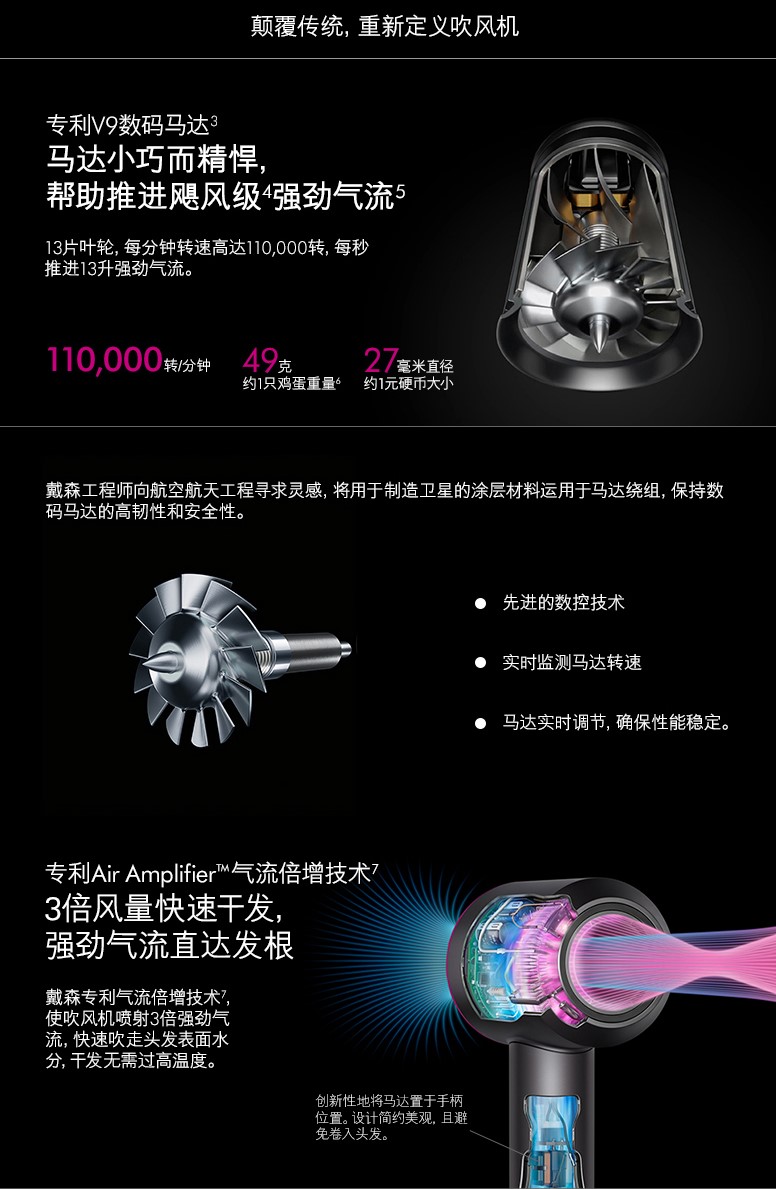 颠覆传统, 重新定义吹风机
专利V9数码马达3
马达小巧而精悍,
帮助推进飓风级4强劲气流5
13片叶轮, 每分钟转速高达110,000转, 每秒
推进13升强劲气流。
110,000转/分钟
49克
约1只鸡蛋重量6
27毫米直径
约1元硬币大小
戴森工程师向航空航天工程寻求灵感, 将用于制造卫星的涂层材料运用于马达绕组, 保持数
码马达的高韧性和安全性。
先进的数控技术
实时监测马达转速
马达实时调节, 确保性能稳定。
专利Air Amplifier™气流倍增技术7
3倍风量快速干发,
强劲气流直达发根
戴森专利气流倍增技术7,
使吹风机喷射3倍强劲气
流, 快速吹走头发表面水
分, 干发无需过高温度。
创新性地将马达置于手柄
位置。设计简约美观, 且避
免卷入头发。